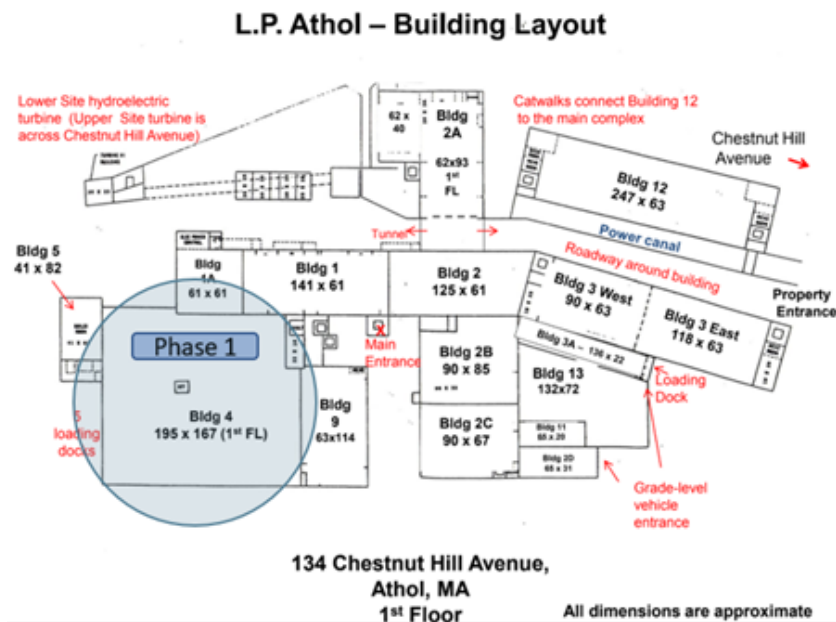 L.P. Athol – Building Layout
Lower Site hydroelectric
turbine (Upper Site turbine is
across Chestnut Hill Avenue)
62 x
40
Bldg
2A
62x93
1st
FL
Catwalks connect Building 12
to the main complex
Chestnut Hill
Avenue
Bldg 12
247 x 63
Power canal
Roadway around building
Tunnel
Bldg 5
41 x 82
Bldg
1A
61 x 61
Bldg 1
141 x 61
Bldg 2
125 x 61
Bldg 3 West
90 x 63
Bldg 3 East
118 x 63
Property
Entrance
Phase 1
X
Main
Entrance
Bldg 2B
90 x 85
Bldg 3A – 136 x 22
Bldg 13
132x72
Loading
Dock
Bldg 4
195 x 167 (1st FL)
5
loading
docks
Bldg
9
63x114
Bldg 2C
90 x 67
Bldg 11
65 x 20
Bldg 2D
65 x 31
Grade-level
vehicle
entrance
134 Chestnut Hill Avenue,
Athol, MA
1st Floor
All dimensions are approximate